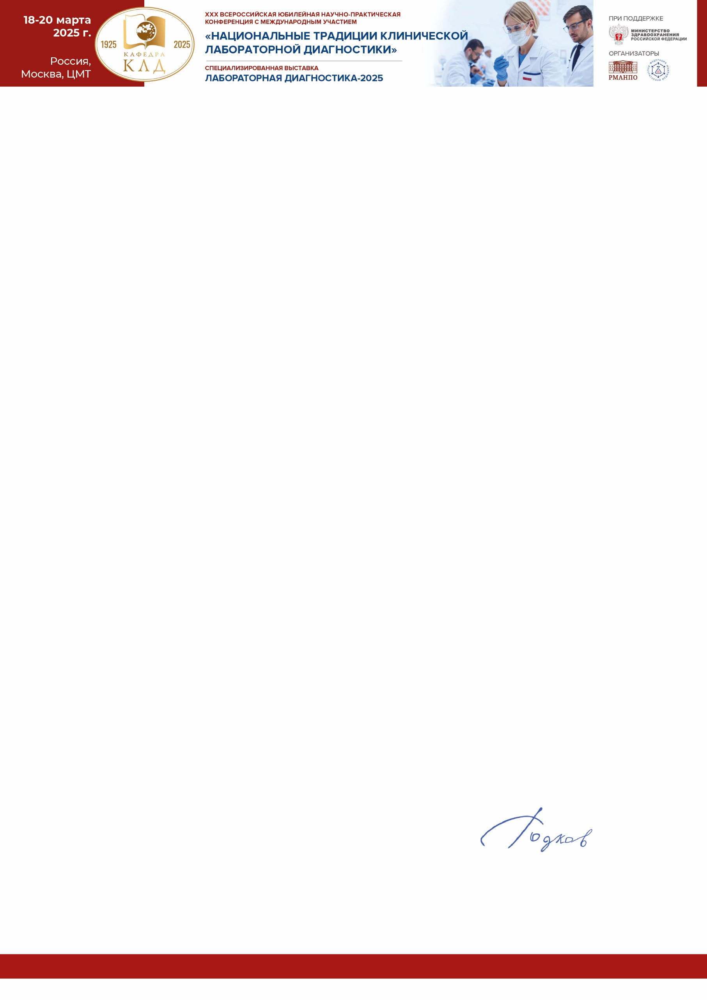 18-20 марта
2025 г.
Россия,
Москва, ЦМТ
1925
2025
КАФЕДРА
КЛД
XXX ВСЕРОССИЙСКАЯ ЮБИЛЕЙНАЯ НАУЧНО-ПРАКТИЧЕСКАЯ
КОНФЕРЕНЦИЯ С МЕЖДУНАРОДНЫМ УЧАСТИЕМ
«НАЦИОНАЛЬНЫЕ ТРАДИЦИИ КЛИНИЧЕСКОЙ
ЛАБОРАТОРНОЙ ДИАГНОСТИКИ»
СПЕЦИАЛИЗИРОВАННАЯ ВЫСТАВКА
ЛАБОРАТОРНАЯ ДИАГНОСТИКА-2025
ПРИ ПОДДЕРЖКЕ
МИНИСТЕРСТВО
ЗДРАВООХРАНЕНИЯ
РОССИЙСКОЙ ФЕДЕРАЦИИ
ОРГАНИЗАТОРЫ
РМАНПО
ФЕДЕРАЦИЯ ЛАБОРАТОРНОЙ МЕДИЦИНЫ
Годков